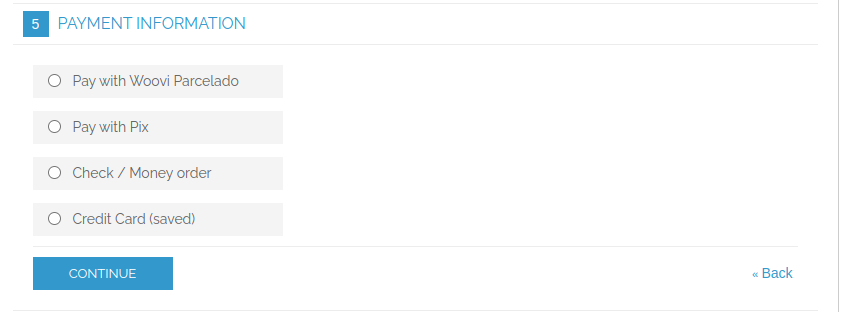 5 PAYMENT INFORMATION
Pay with Woovi Parcelado
Pay with Pix
Check / Money order
Credit Card (saved)
CONTINUE
« Back